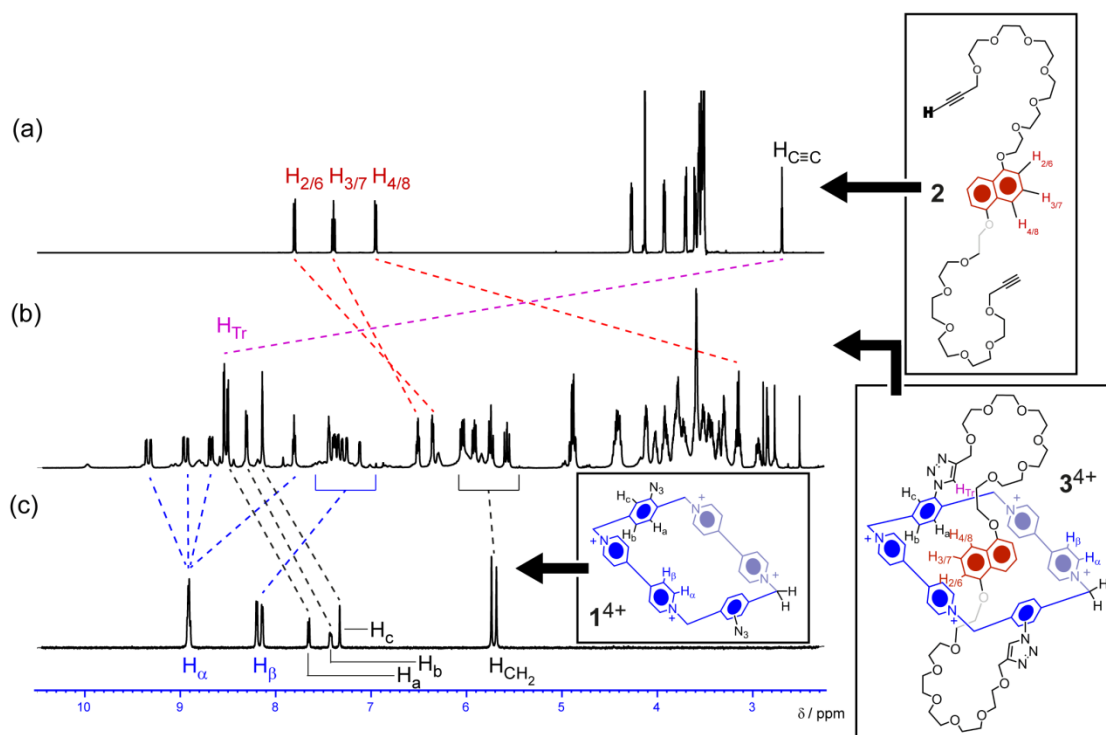 (a)
H2/6 H3/7 H4/8
HC≡C
(b)
HTr
(c)
Hα
Hβ
Ha
Hb
Hc
HCH2
10
9
8
7
6
5
4
3
δ / ppm
2
H
O
O
O
O
O
O
O
O
H2/6
H3/7
H4/8
O
O
O
O
O
O
O
O
1⁴⁺
N3
Hc
Hb
Ha
+
+
Hβ
Hα
+
+
H
H
N3
3⁴⁺
O
O
O
O
O
O
O
O
N
N
N
HTr
Hc
Hb
Ha
H4/8
H3/7
H2/6
+
+
Hβ
Hα
+
+
H
H
O
O
N
N
N
O
O
O
O
O
O